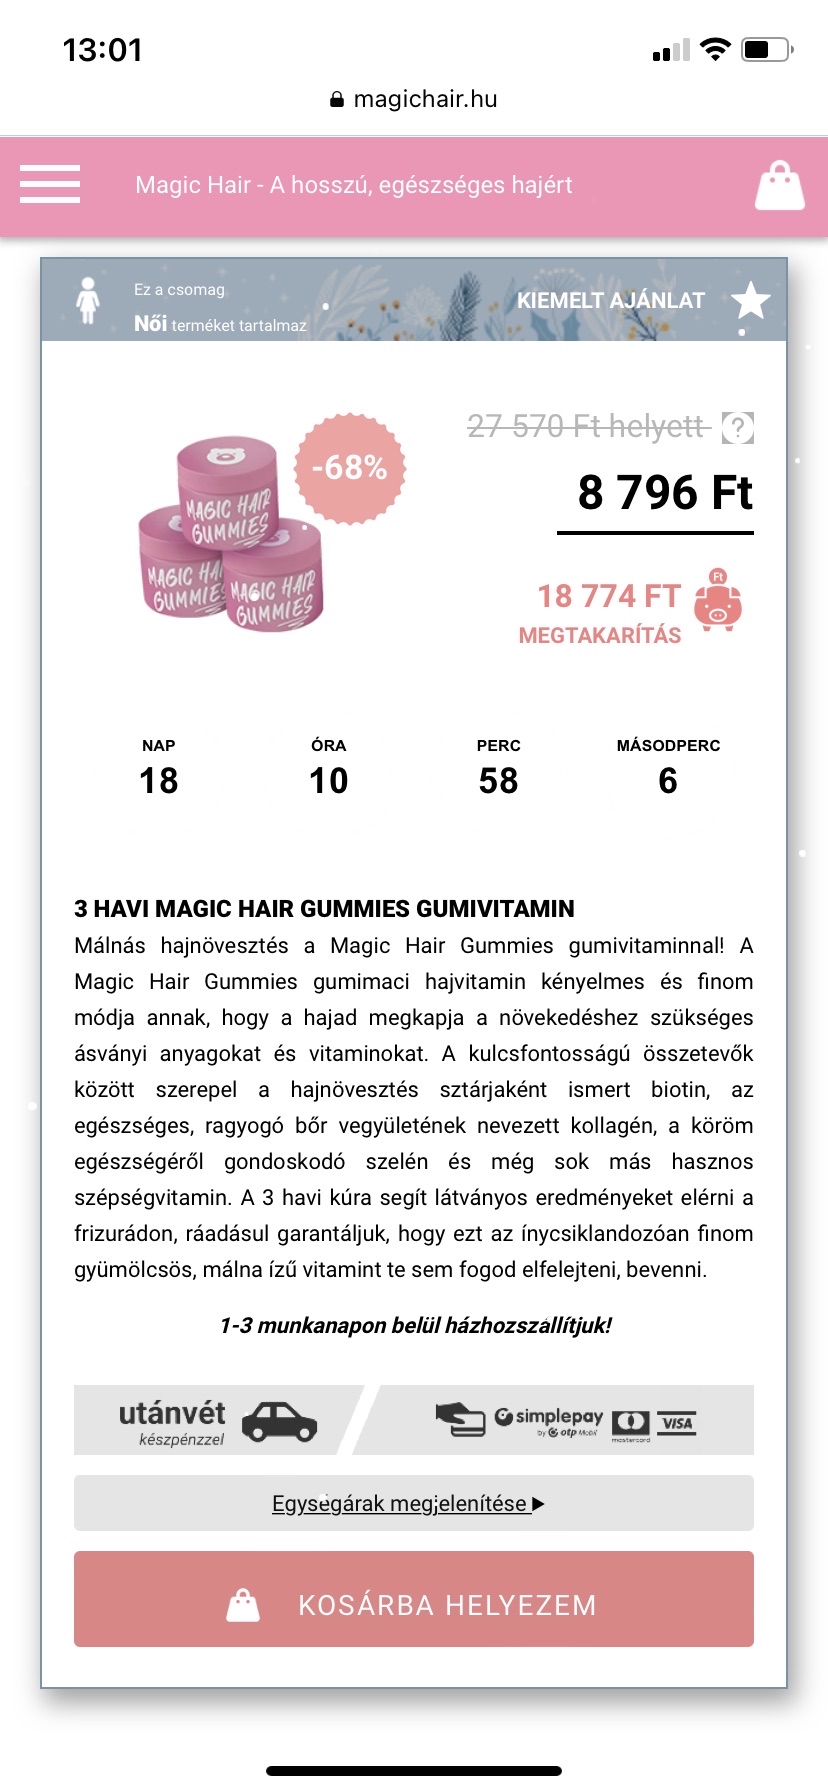 13:01
magichair.hu
Magic Hair - A hosszú, egészséges hajért
Ez a csomag
Női terméket tartalmaz
KIEMELT AJÁNLAT
27 570 Ft helyett ?
-68%
8 796 Ft
MAGIC HAIR
GUMMIES
MAGIC HA
GUMMIES
MAGIC HAIR
GUMMIES
Ft
18 774 FT
MEGTAKARÍTÁS
NAP ÓRA PERC MÁSODPERC
18 10 58 6
3 HAVI MAGIC HAIR GUMMIES GUMIVITAMIN
Málnás hajnövesztés a Magic Hair Gummies gumivitaminnal! A
Magic Hair Gummies gumimaci hajvitamin kényelmes és finom
módja annak, hogy a hajad megkapja a növekedéshez szükséges
ásványi anyagokat és vitaminokat. A kulcsfontosságú összetevők
között szerepel a hajnövesztés sztárjaként ismert biotin, az
egészséges, ragyogó bőr vegyületének nevezett kollagén, a köröm
egészségéről gondoskodó szelén és még sok más hasznos
szépségvitamin. A 3 havi kúra segít látványos eredményeket elérni a
frizurádon, ráadásul garantáljuk, hogy ezt az ínycsiklandozóan finom
gyümölcsös, málna ízű vitamint te sem fogod elfelejteni, bevenni.
1-3 munkanapon belül házhozszállítjuk!
utánvét
készpénzzel
simplepay
by otp Mobil
mastercard
VISA
Egységárak megjelenítése
KOSÁRBA HELYEZEM